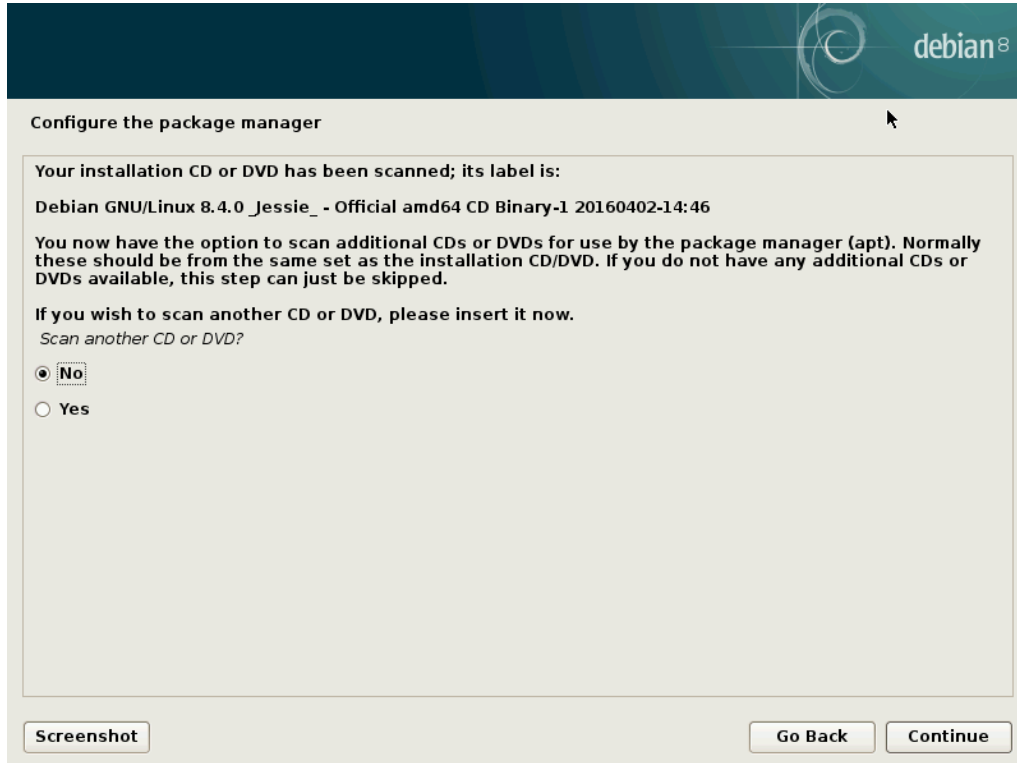 debian 8
Configure the package manager
Your installation CD or DVD has been scanned; its label is:
Debian GNU/Linux 8.4.0 _Jessie_ - Official amd64 CD Binary-1 20160402-14:46
You now have the option to scan additional CDs or DVDs for use by the package manager (apt). Normally
these should be from the same set as the installation CD/DVD. If you do not have any additional CDs or
DVDs available, this step can just be skipped.
If you wish to scan another CD or DVD, please insert it now.
Scan another CD or DVD?
No
Yes
Screenshot
Go Back
Continue